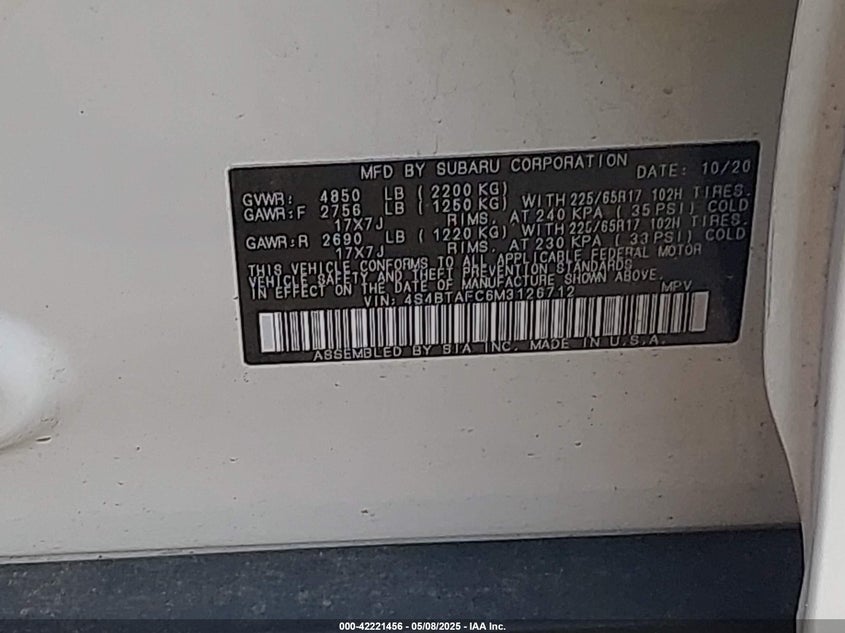 MFD BY SUBARU CORPORATION DATE: 10/20
GVWR: 4850 LB (2200 KG)
GAWR:F 2756 LB (1250 KG) WITH 225/65R17 102H TIRES.
17X7J RIMS. AT 240 KPA (35 PSI) COLD
GAWR:R 2690 LB (1220 KG) WITH 225/65R17 102H TIRES.
17X7J RIMS. AT 230 KPA (33 PSI) COLD
THIS VEHICLE CONFORMS TO ALL APPLICABLE FEDERAL MOTOR
VEHICLE SAFETY AND THEFT PREVENTION STANDARDS
IN EFFECT ON THE DATE OF MANUFACTURE SHOWN ABOVE.
VIN: 4S4BTAFC6M3126712 MPV
ASSEMBLED BY SIA INC. MADE IN U.S.A.
000-42221456 - 05/08/2025 - IAA Inc.